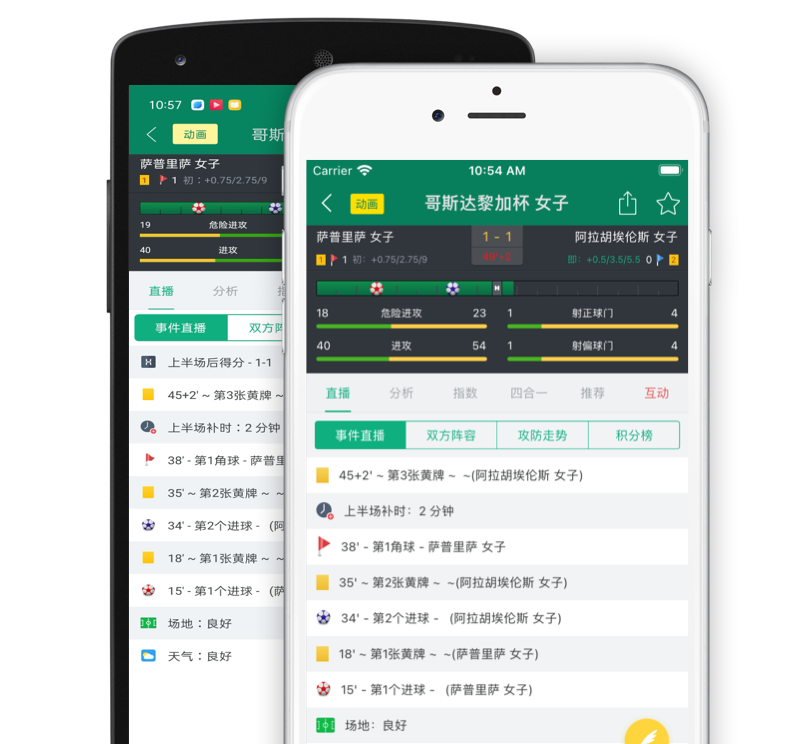 10:57
动画
哥斯
萨普里萨 女子
1 1 初：+0.75/2.75/9
19 危险进攻
40 进攻
直播 分析
事件直播 双方阵
H 上半场后得分 - 1-1
45+2' ~ 第3张黄牌 ~
上半场补时：2 分钟
38' - 第1角球 - 萨普里
35' ~ 第2张黄牌 ~ ~
34' - 第2个进球 - (阿
18' ~ 第1张黄牌 ~ ~
15' - 第1个进球 - (萨
场地：良好
天气：良好
Carrier 10:54 AM
动画 哥斯达黎加杯 女子
萨普里萨 女子 1 - 1 阿拉胡埃伦斯 女子
1 1 初：+0.75/2.75/9 即：+0.5/3.5/5.5 0 2
H
18 危险进攻 23 1 射正球门 4
40 进攻 54 1 射偏球门 4
直播 分析 指数 四合一 推荐 互动
事件直播 双方阵容 攻防走势 积分榜
45+2' ~ 第3张黄牌 ~ ~(阿拉胡埃伦斯 女子)
上半场补时：2 分钟
38' - 第1角球 - 萨普里萨 女子
35' ~ 第2张黄牌 ~ ~(阿拉胡埃伦斯 女子)
34' - 第2个进球 - (阿拉胡埃伦斯 女子)
18' ~ 第1张黄牌 ~ ~(萨普里萨 女子)
15' - 第1个进球 - (萨普里萨 女子)
场地：良好